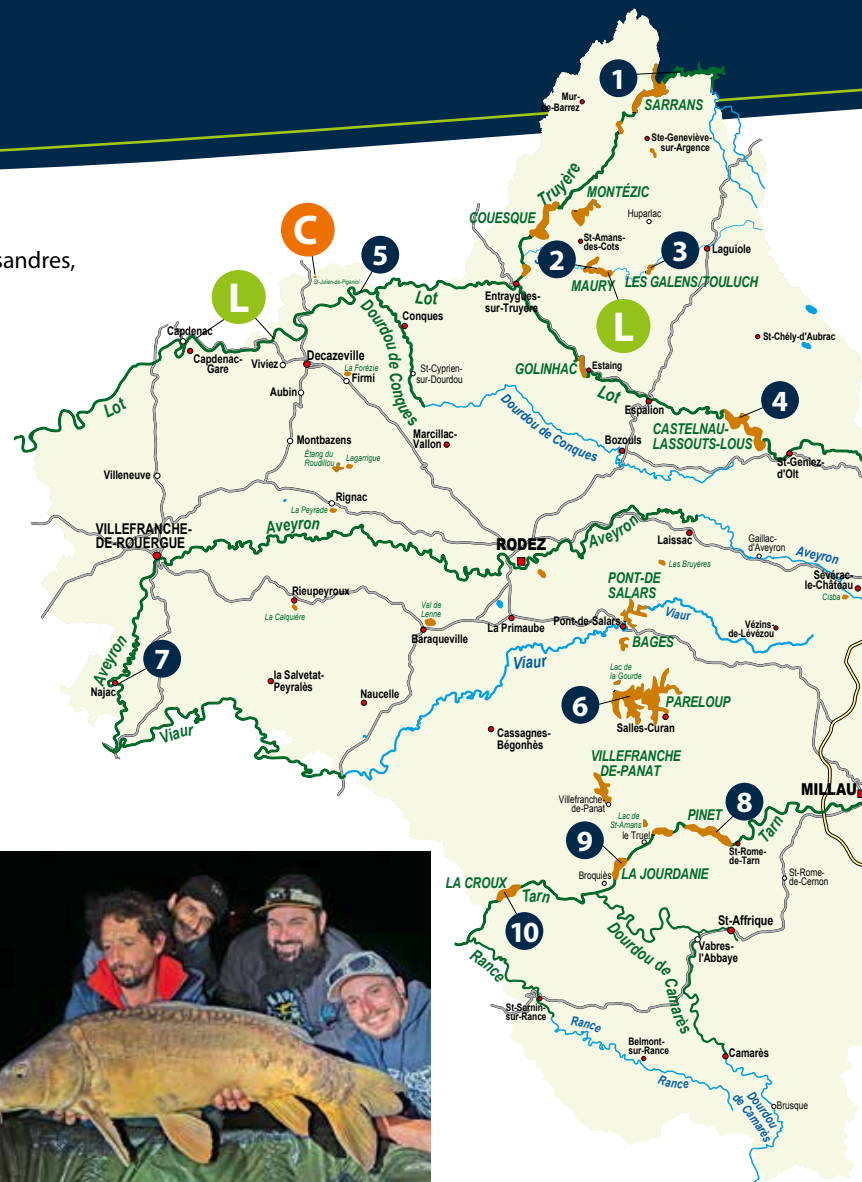 sandres,
1
Mur-
de-Barrez
SARRANS
Ste-Geneviève-
sur-Argence
Truyère
MONTÉZIC
COUESQUE
Huparlac
St-Amans-
des-Cots
C
5
2
3
Laguiole
St-Julien-de-Piganiol
Lot
Entraygues-
sur-Truyère
MAURY
LES GALENS/TOULUCH
L
L
Capdenac
Capdenac-
Gare
Viviez
Decazeville
La Forézie
Firmi
Aubin
Dourdou de Conques
Conques
St-Cyprien-
sur-Dourdou
St-Chély-d'Aubrac
GOLINHAC
Estaing
Lot
Espalion
4
Lot
CASTELNAU-
LASSOUTS-LOUS
Dourdou de Conques
Marcillac-
Vallon
Bozouls
St-Geniez-
d'Olt
Montbazens
Étang du
Roudillou
Lagarrigue
Villeneuve
La Peyrade
Rignac
VILLEFRANCHE-
DE-ROUERGUE
Aveyron
RODEZ
Aveyron
Laissac
Gaillac-
d'Aveyron
Aveyron
Les Bruyères
Sévérac-
le-Château
Cisba
PONT-DE
SALARS
Rieupeyroux
La Calquière
Val de
Lenne
Baraqueville
La Primaube
Pont-de-Salars
Viaur
Vézins-
de-Lévézou
BAGES
Aveyron
7
Najac
la Salvetat-
Peyralès
Naucelle
Viaur
Lac de
la Gourde
6
PARELOUP
Salles-Curan
Viaur
Cassagnes-
Bégonhès
VILLEFRANCHE
DE-PANAT
Villefranche-
de-Panat
MILLAU
8
PINET
Tarn
Lac de
St-Amans
le Truel
St-Rome-
de-Tarn
9
Broquiès
LA JOURDANIE
St-Rome-
de-Cernon
LA CROUX
Tarn
10
St-Affrique
Vabres-
l'Abbaye
Dourdou de Camarès
Rance
St-Sernin-
sur-Rance
Rance
Belmont-
sur-Rance
Camarès
Rance
Brusque
Dourdou
de Camarès